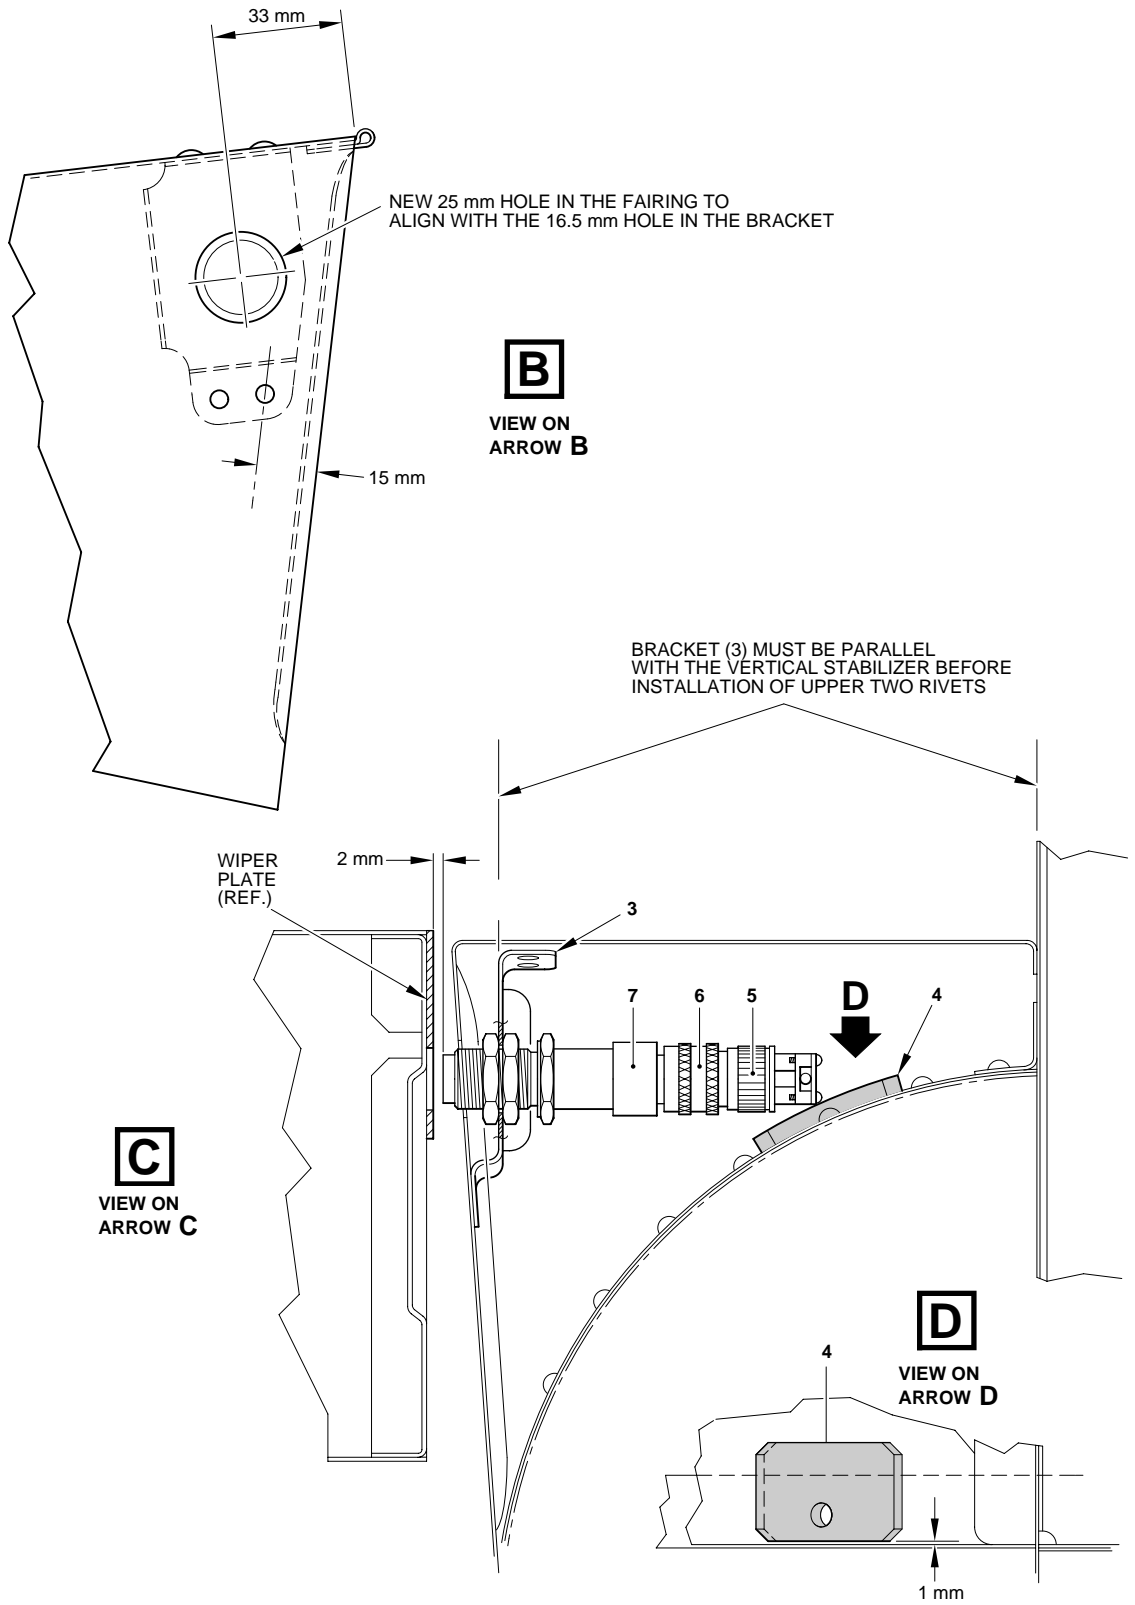 33 mm
NEW 25 mm HOLE IN THE FAIRING TO
ALIGN WITH THE 16.5 mm HOLE IN THE BRACKET
B
VIEW ON
ARROW B
15 mm
BRACKET (3) MUST BE PARALLEL
WITH THE VERTICAL STABILIZER BEFORE
INSTALLATION OF UPPER TWO RIVETS
WIPER
PLATE
(REF.)
2 mm
3
7
6
5
D
4
C
VIEW ON
ARROW C
D
VIEW ON
ARROW D
4
1 mm